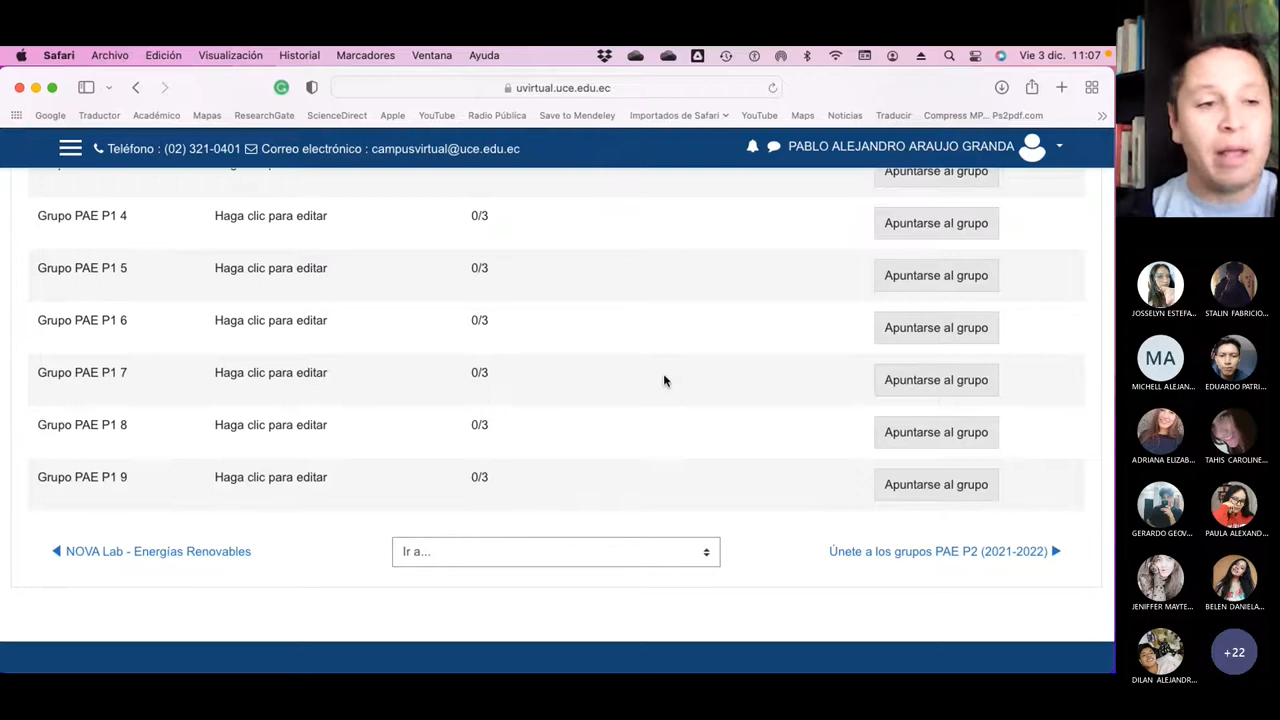 Safari Archivo Edición Visualización Historial Marcadores Ventana Ayuda Vie 3 dic. 11:07
uvirtual.uce.edu.ec
Google Traductor Académico Mapas ResearchGate ScienceDirect Apple YouTube Radio Pública Save to Mendeley Importados de Safari YouTube Maps Noticias Traducir Compress MP... Ps2pdf.com
Teléfono : (02) 321-0401 Correo electrónico : campusvirtual@uce.edu.ec PABLO ALEJANDRO ARAUJO GRANDA
Apuntarse al grupo
Grupo PAE P1 4 Haga clic para editar 0/3 Apuntarse al grupo
Grupo PAE P1 5 Haga clic para editar 0/3 Apuntarse al grupo
Grupo PAE P1 6 Haga clic para editar 0/3 Apuntarse al grupo
Grupo PAE P1 7 Haga clic para editar 0/3 Apuntarse al grupo
Grupo PAE P1 8 Haga clic para editar 0/3 Apuntarse al grupo
Grupo PAE P1 9 Haga clic para editar 0/3 Apuntarse al grupo
NOVA Lab - Energías Renovables Ir a... Únete a los grupos PAE P2 (2021-2022)
JOSSELYN ESTEFA... STALIN FABRICIO...
MA
MICHELL ALEJAN... EDUARDO PATRI...
ADRIANA ELIZAB... TAHIS CAROLINE...
GERARDO GEOV... PAULA ALEXAND...
JENIFFER MAYTE... BELEN DANIELA...
+22
DILAN ALEJANDR...